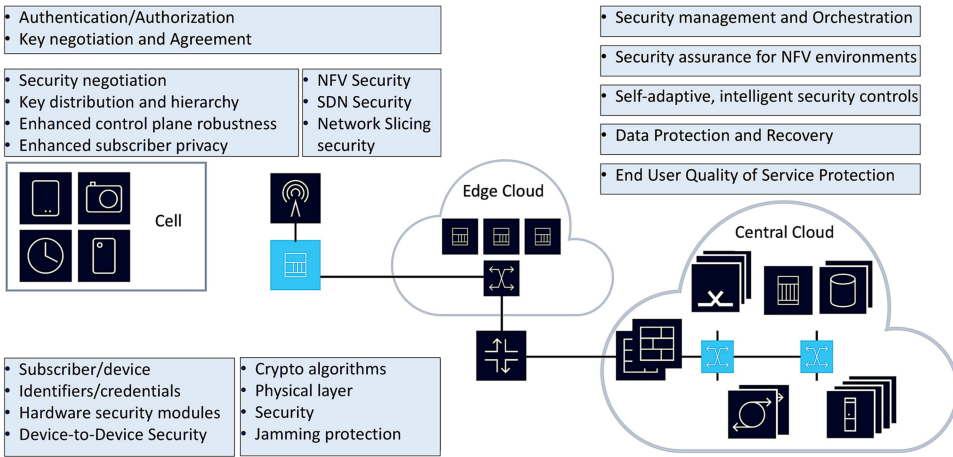 • Authentication/Authorization
• Key negotiation and Agreement
• Security negotiation
• Key distribution and hierarchy
• Enhanced control plane robustness
• Enhanced subscriber privacy
• NFV Security
• SDN Security
• Network Slicing
security
• Security management and Orchestration
• Security assurance for NFV environments
• Self-adaptive, intelligent security controls
• Data Protection and Recovery
• End User Quality of Service Protection
Cell
Edge Cloud
Central Cloud
• Subscriber/device
• Identifiers/credentials
• Hardware security modules
• Device-to-Device Security
• Crypto algorithms
• Physical layer
• Security
• Jamming protection